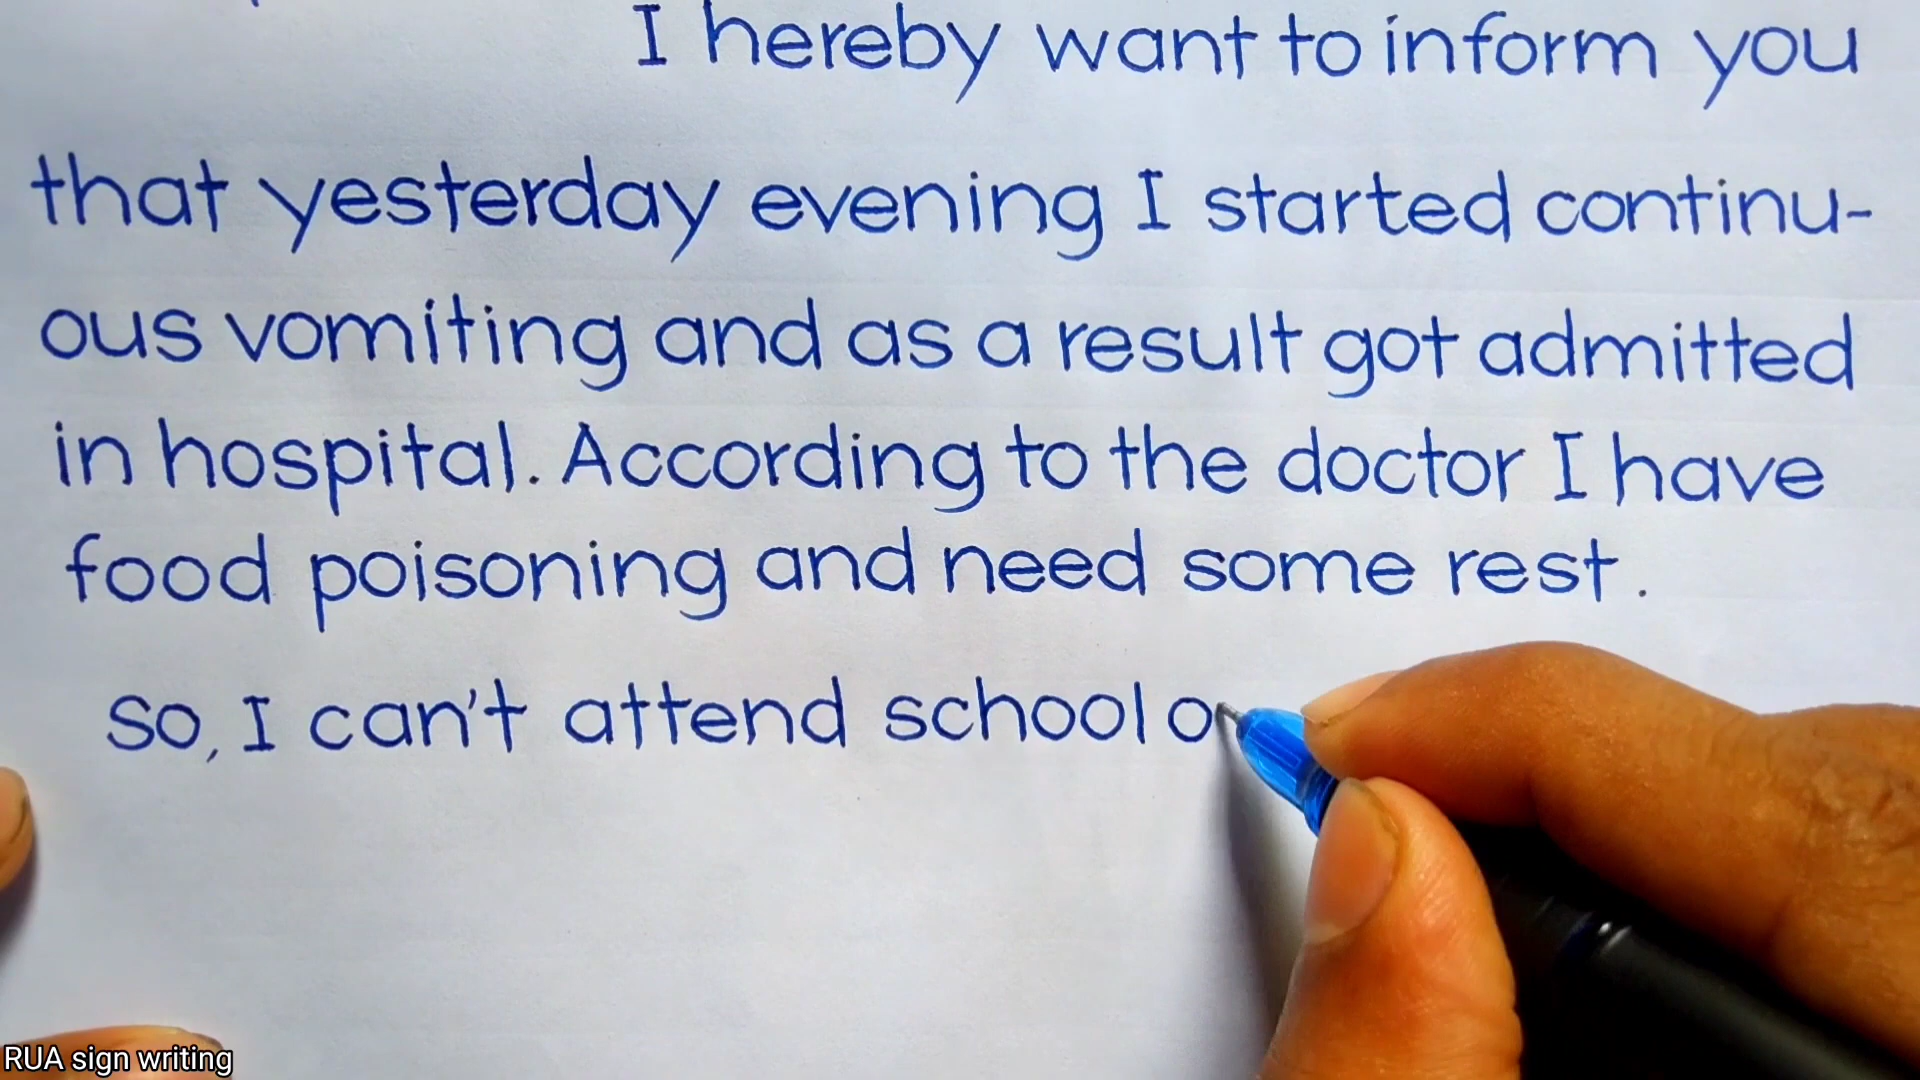 I hereby want to inform you
that yesterday evening I started continu-
ous vomiting and as a result got admitted
in hospital. According to the doctor I have
food poisoning and need some rest.
So, I can't attend school o
RUA sign writing